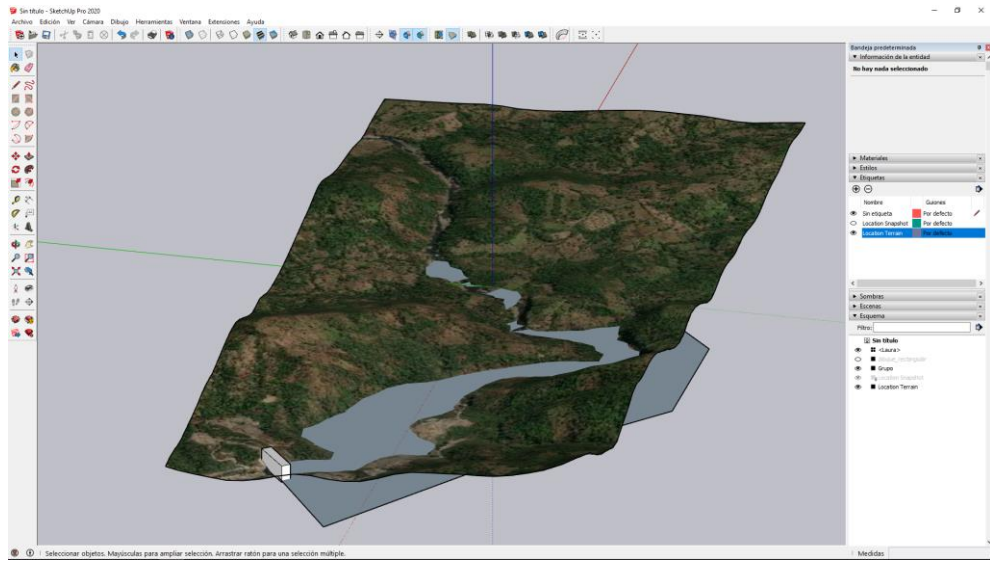 Sin título - SketchUp Pro 2020
Archivo Edición Ver Cámara Dibujo Herramientas Ventana Extensiones Ayuda
Bandeja predeterminada
Información de la entidad
No hay nada seleccionado
Materiales
Estilos
Etiquetas
Nombre Guiones
Sin etiqueta Por defecto
Location Snapshot Por defecto
Location Terrain Por defecto
Sombras
Escenas
Esquema
Filtro:
Sin título
<Laura>
Grupo
Location Snapshot
Location Terrain
Seleccionar objetos. Mayúsculas para ampliar selección. Arrastrar ratón para una selección múltiple.
Medidas